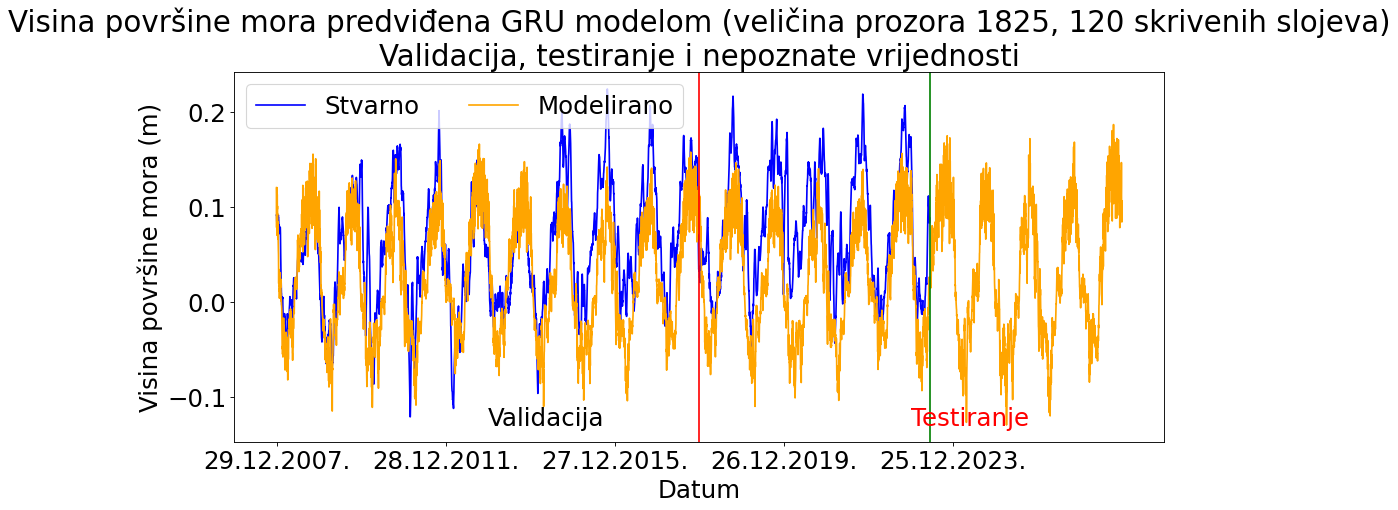 Visina površine mora predviđena GRU modelom (veličina prozora 1825, 120 skrivenih slojeva)
Validacija, testiranje i nepoznate vrijednosti
Stvarno Modelirano
0.2
0.1
0.0
−0.1
Visina površine mora (m)
Validacija
Testiranje
29.12.2007. 28.12.2011. 27.12.2015. 26.12.2019. 25.12.2023.
Datum